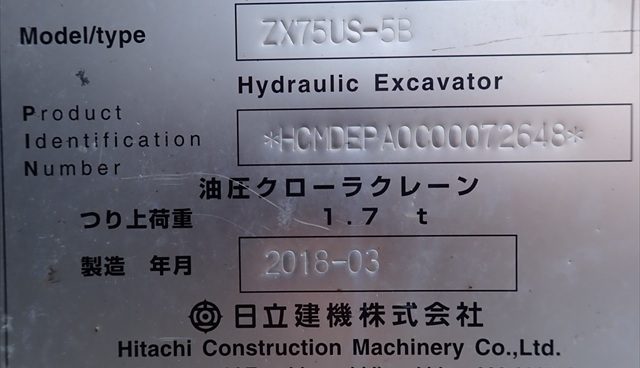 Model/type ZX75US-5B
Hydraulic Excavator
Product
Identification *HCMDEPA0C00072648*
Number
油圧クローラクレーン
つり上荷重 1.7 t
製造 年月 2018-03
日立建機株式会社
Hitachi Construction Machinery Co.,Ltd.